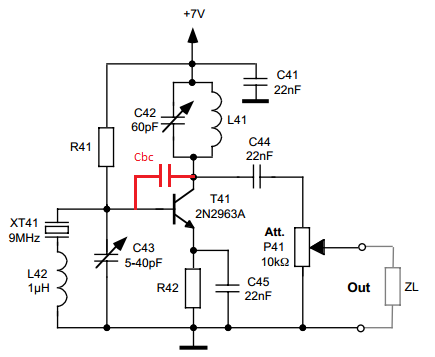 +7V
C41
22nF
C42
60pF
L41
R41
Cbc
C44
22nF
T41
2N2963A
XT41
9MHz
Att.
P41
10kΩ
C43
5-40pF
L42
1µH
R42
C45
22nF
Out
ZL